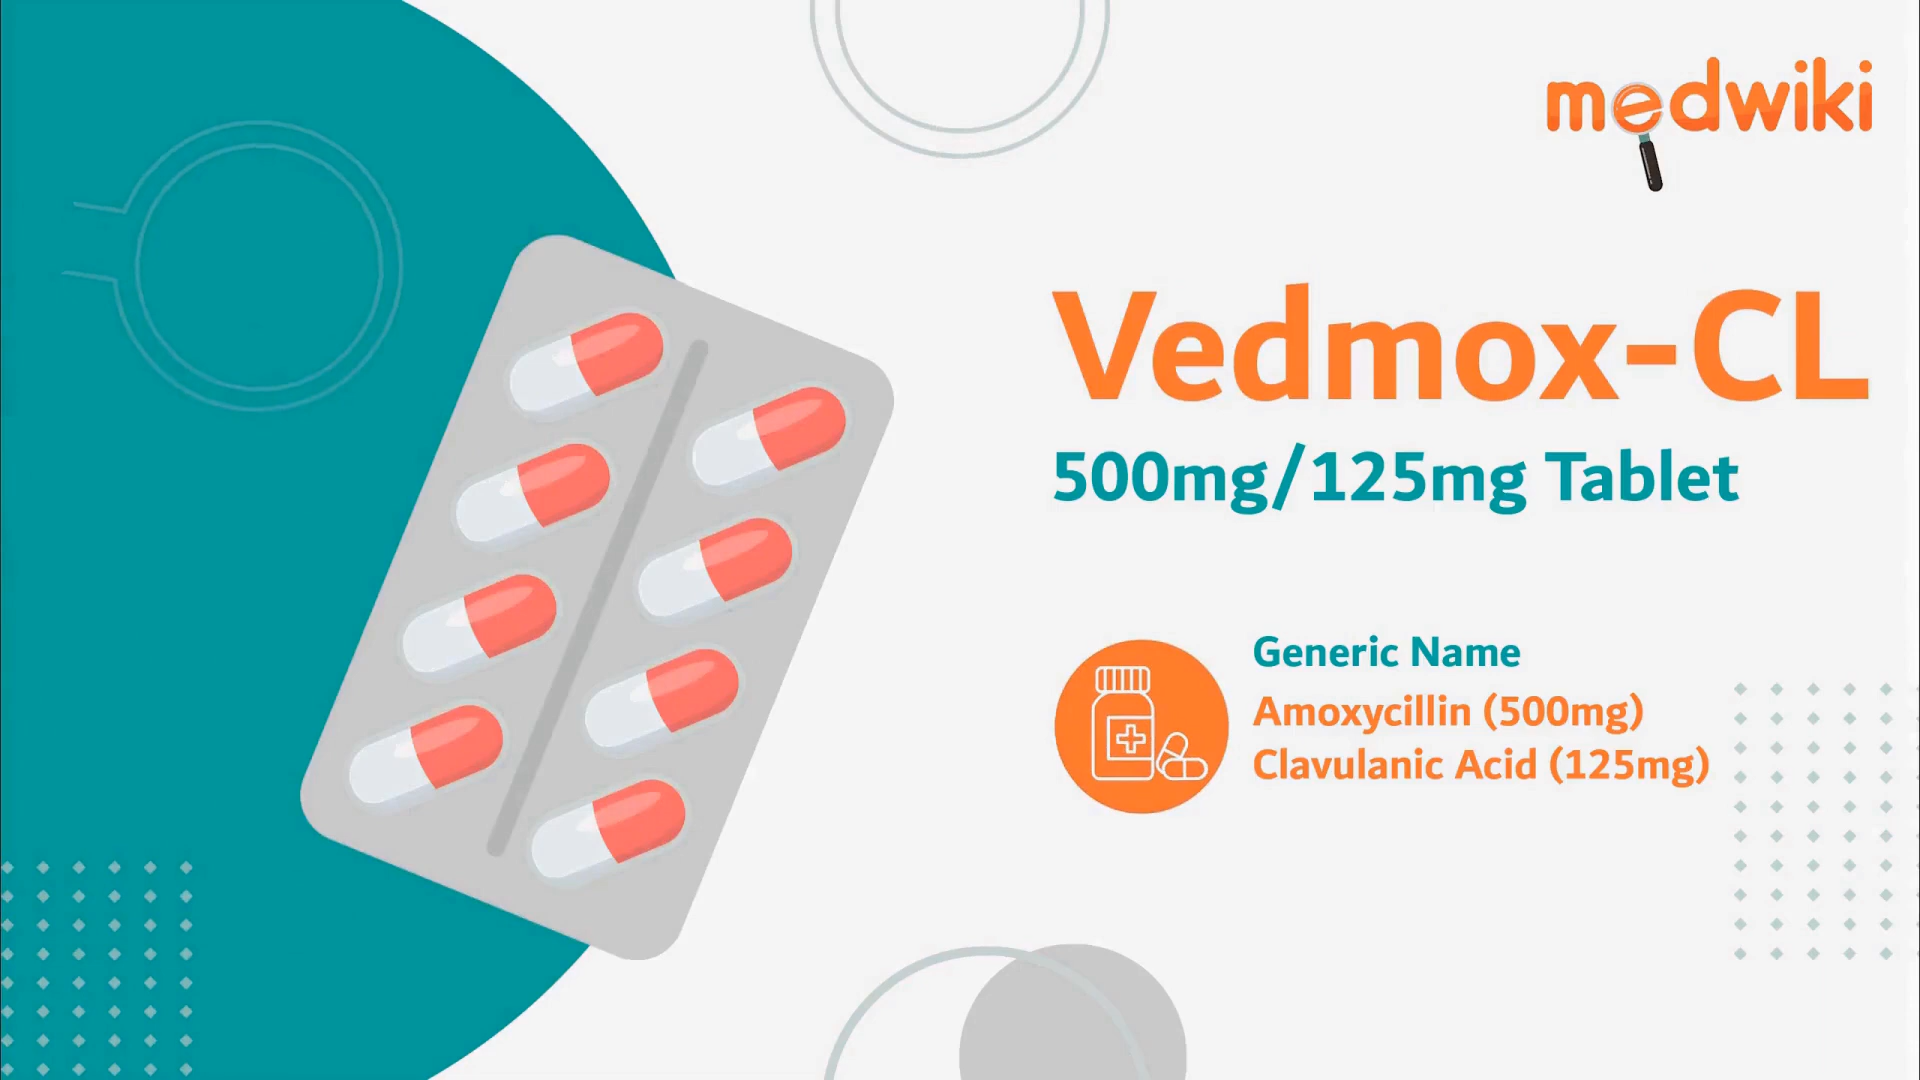 medwiki
Vedmox-CL
500mg/125mg Tablet
Generic Name
Amoxycillin (500mg)
Clavulanic Acid (125mg)